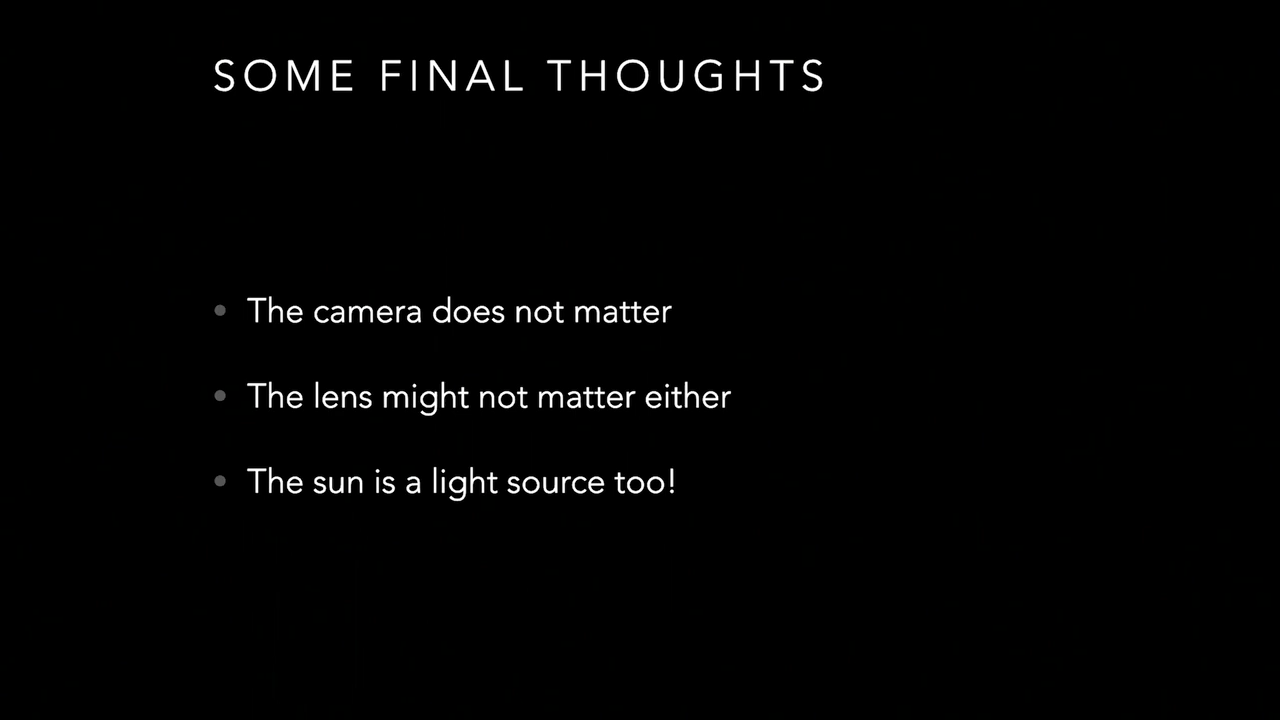 SOME FINAL THOUGHTS
• The camera does not matter
• The lens might not matter either
• The sun is a light source too!